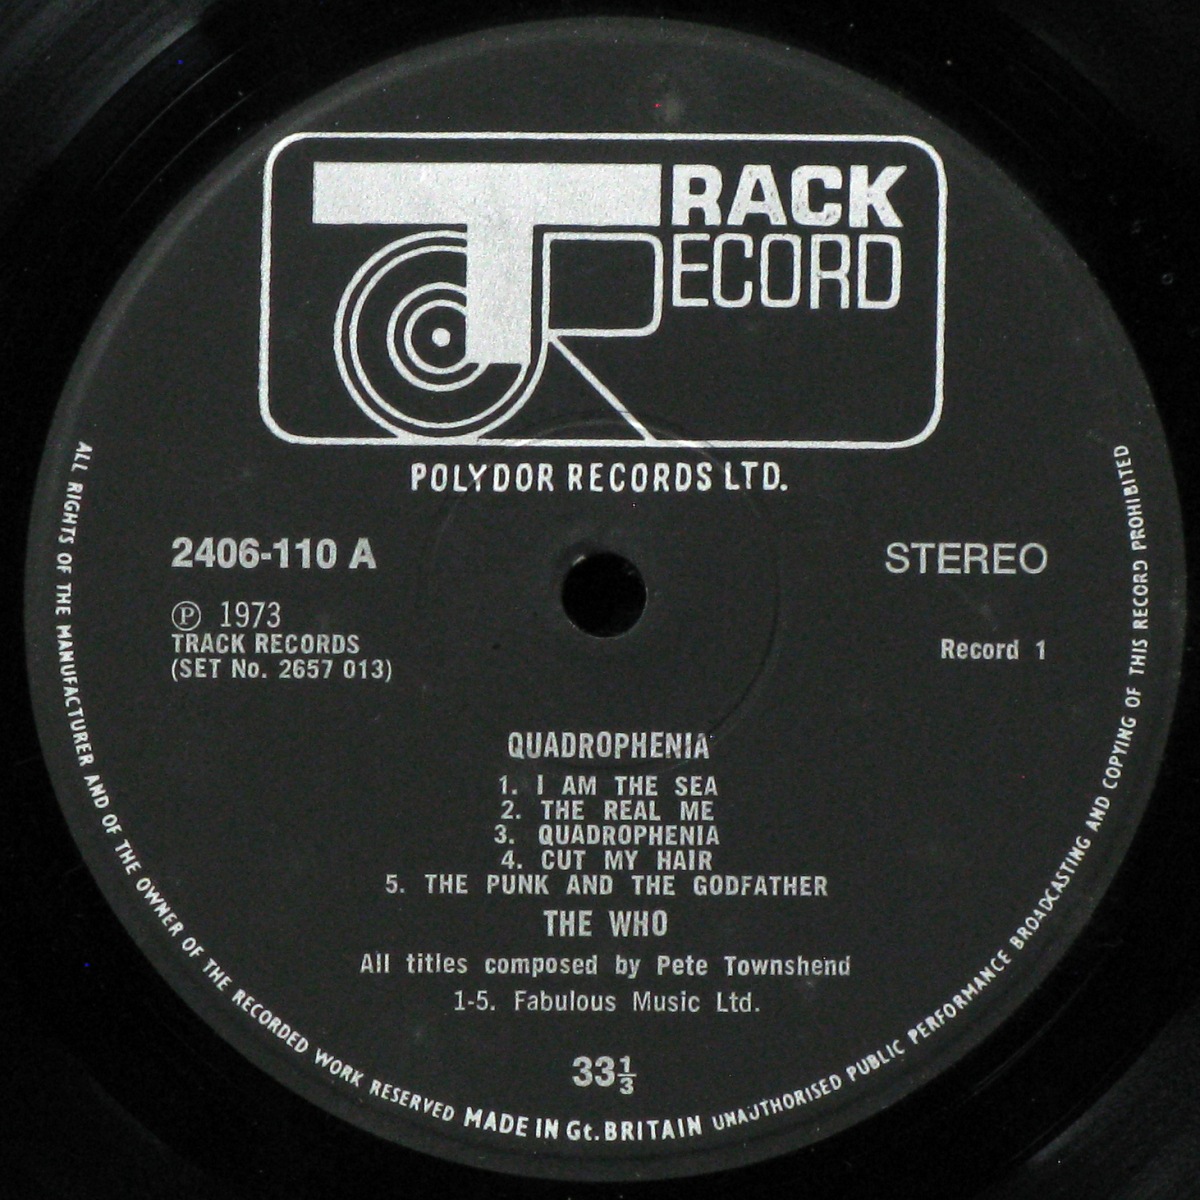 TRACK
RECORD
POLYDOR RECORDS LTD.
2406-110 A
STEREO
Ⓟ 1973
TRACK RECORDS
(SET No. 2657 013)
Record 1
QUADROPHENIA
1. I AM THE SEA
2. THE REAL ME
3. QUADROPHENIA
4. CUT MY HAIR
5. THE PUNK AND THE GODFATHER
THE WHO
All titles composed by Pete Townshend
1-5. Fabulous Music Ltd.
33⅓
ALL RIGHTS OF THE MANUFACTURER AND OF THE OWNER OF THE RECORDED WORK RESERVED MADE IN Gt. BRITAIN UNAUTHORISED PUBLIC PERFORMANCE BROADCASTING AND COPYING OF THIS RECORD PROHIBITED